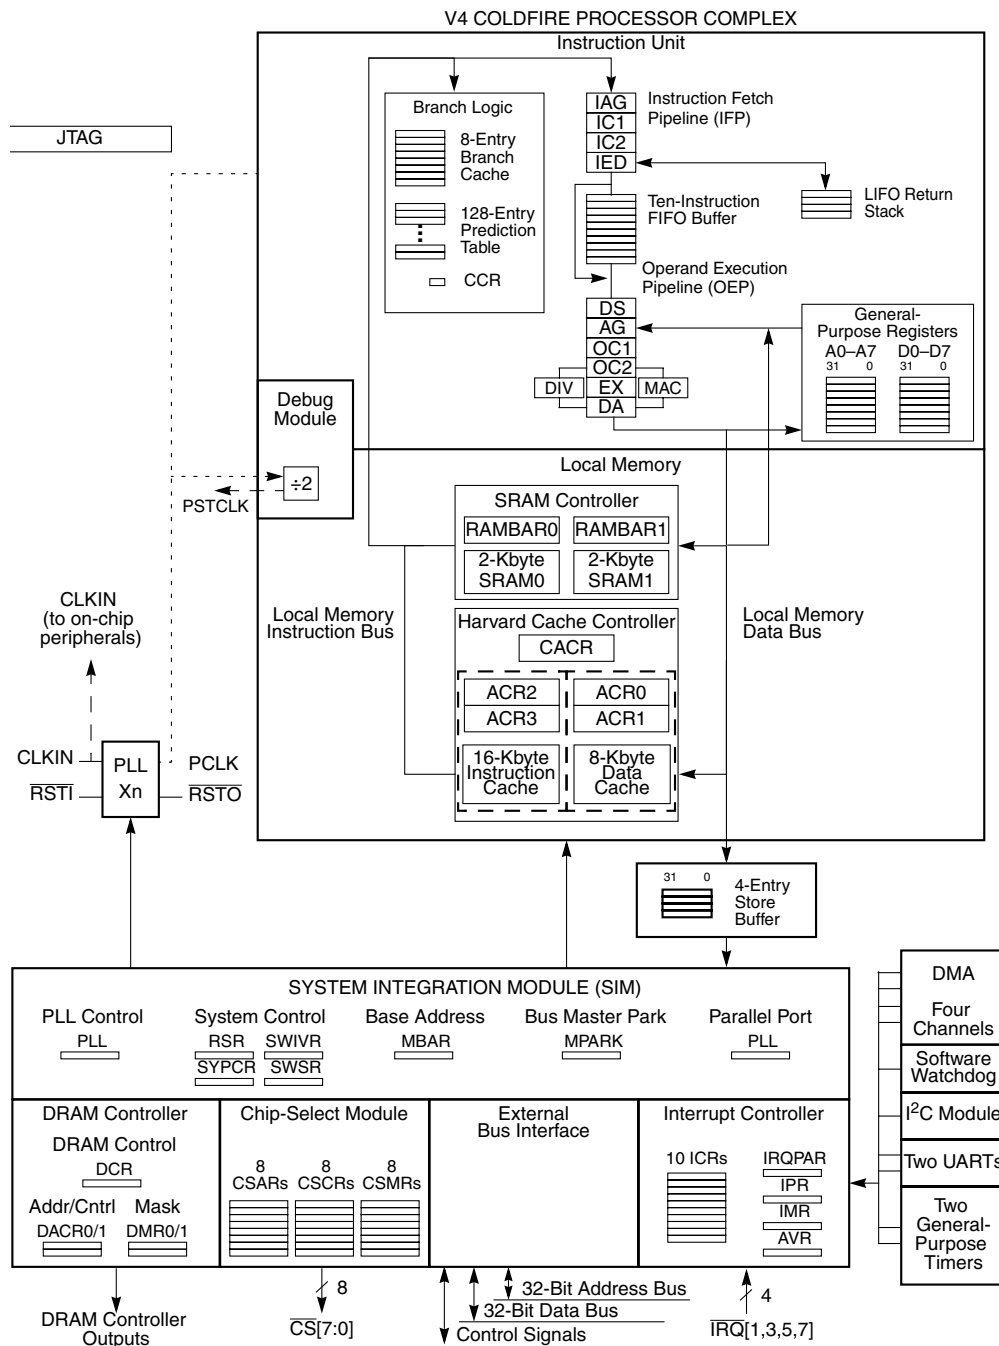 V4 COLDFIRE PROCESSOR COMPLEX
Instruction Unit
JTAG
Branch Logic
8-Entry
Branch
Cache
128-Entry
Prediction
Table
CCR
IAG
IC1
IC2
IED
Instruction Fetch
Pipeline (IFP)
Ten-Instruction
FIFO Buffer
LIFO Return
Stack
Operand Execution
Pipeline (OEP)
DS
AG
OC1
OC2
DIV
EX
MAC
DA
General-
Purpose Registers
A0–A7
D0–D7
31 0
31 0
Debug
Module
÷2
PSTCLK
Local Memory
SRAM Controller
RAMBAR0
RAMBAR1
2-Kbyte
SRAM0
2-Kbyte
SRAM1
Local Memory
Instruction Bus
Local Memory
Data Bus
Harvard Cache Controller
CACR
ACR2
ACR3
ACR0
ACR1
16-Kbyte
Instruction
Cache
8-Kbyte
Data
Cache
CLKIN
(to on-chip
peripherals)
CLKIN
RSTI
PLL
Xn
PCLK
RSTO
31 0
4-Entry
Store
Buffer
SYSTEM INTEGRATION MODULE (SIM)
PLL Control
PLL
System Control
RSR
SWIVR
SYPCR
SWSR
Base Address
MBAR
Bus Master Park
MPARK
Parallel Port
PLL
DMA
Four
Channels
Software
Watchdog
I2C Module
Two UARTs
Two
General-
Purpose
Timers
DRAM Controller
DRAM Control
DCR
Addr/Cntrl
Mask
DACR0/1
DMR0/1
Chip-Select Module
8
CSARs
8
CSCRs
8
CSMRs
External
Bus Interface
Interrupt Controller
10 ICRs
IRQPAR
IPR
IMR
AVR
DRAM Controller
Outputs
8
CS[7:0]
32-Bit Address Bus
32-Bit Data Bus
Control Signals
4
IRQ[1,3,5,7]